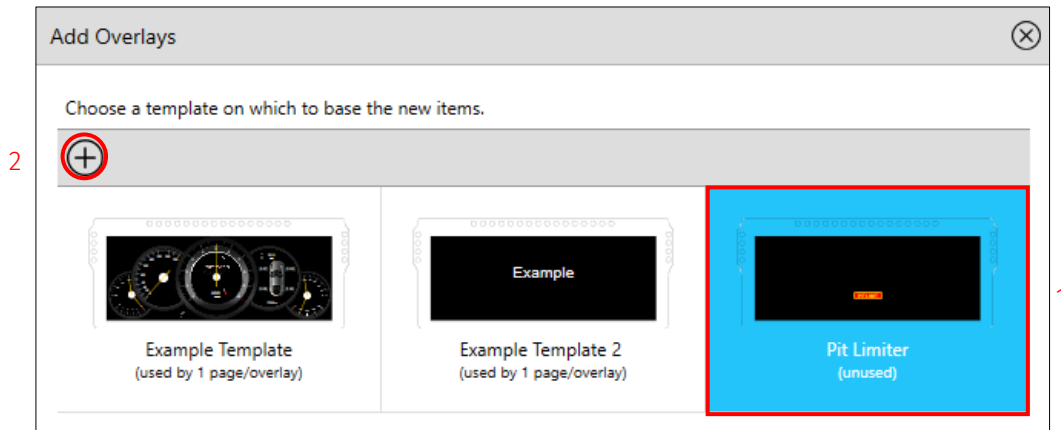 Add Overlays
Choose a template on which to base the new items.
2
Example
Example Template
(used by 1 page/overlay)
Example Template 2
(used by 1 page/overlay)
Pit Limiter
(unused)